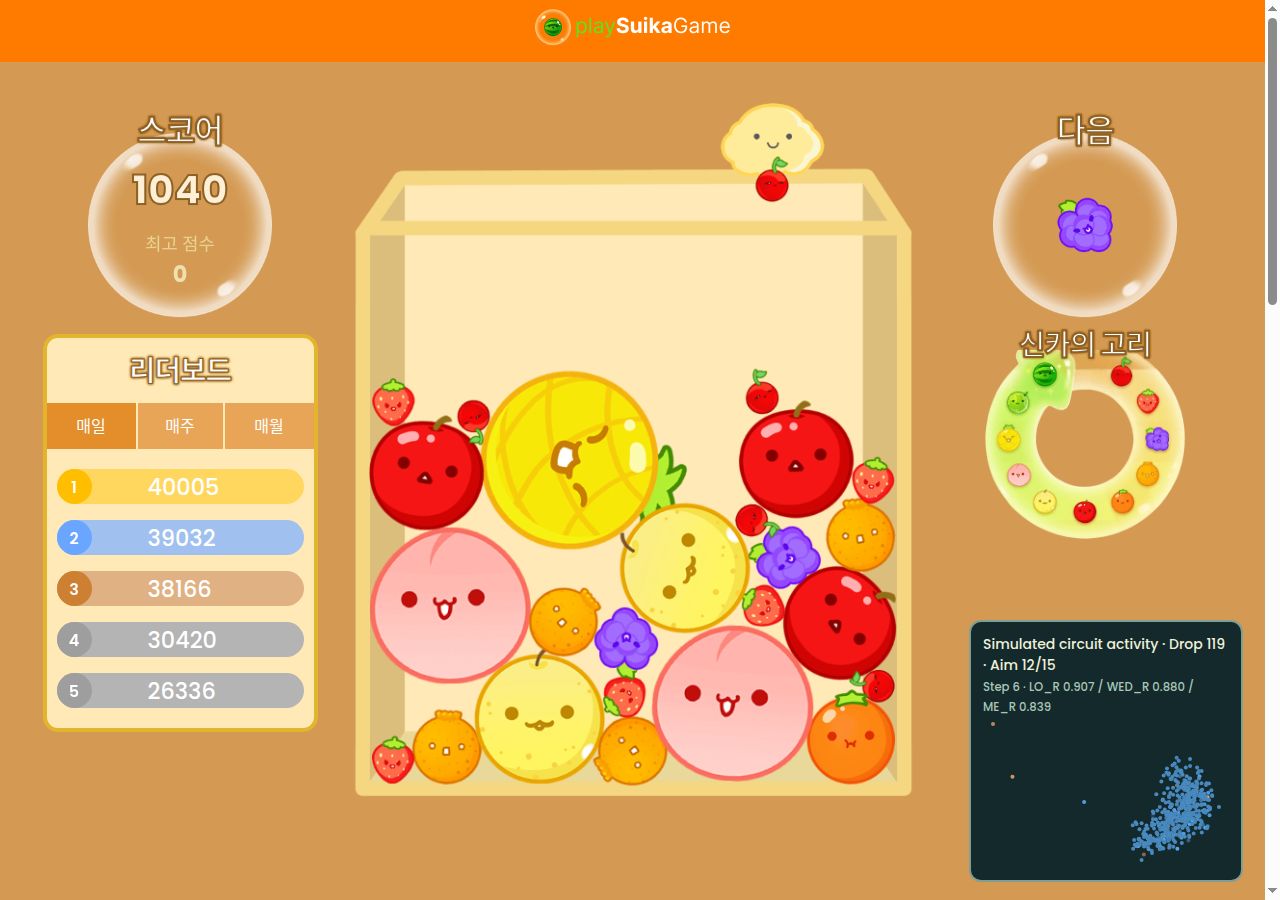 playSuikaGame
스코어
1040
최고 점수
0
리더보드
매일 매주 매월
1 40005
2 39032
3 38166
4 30420
5 26336
다음
신카의 고리
Simulated circuit activity · Drop 119
· Aim 12/15
Step 6 · LO_R 0.907 / WED_R 0.880 /
ME_R 0.839